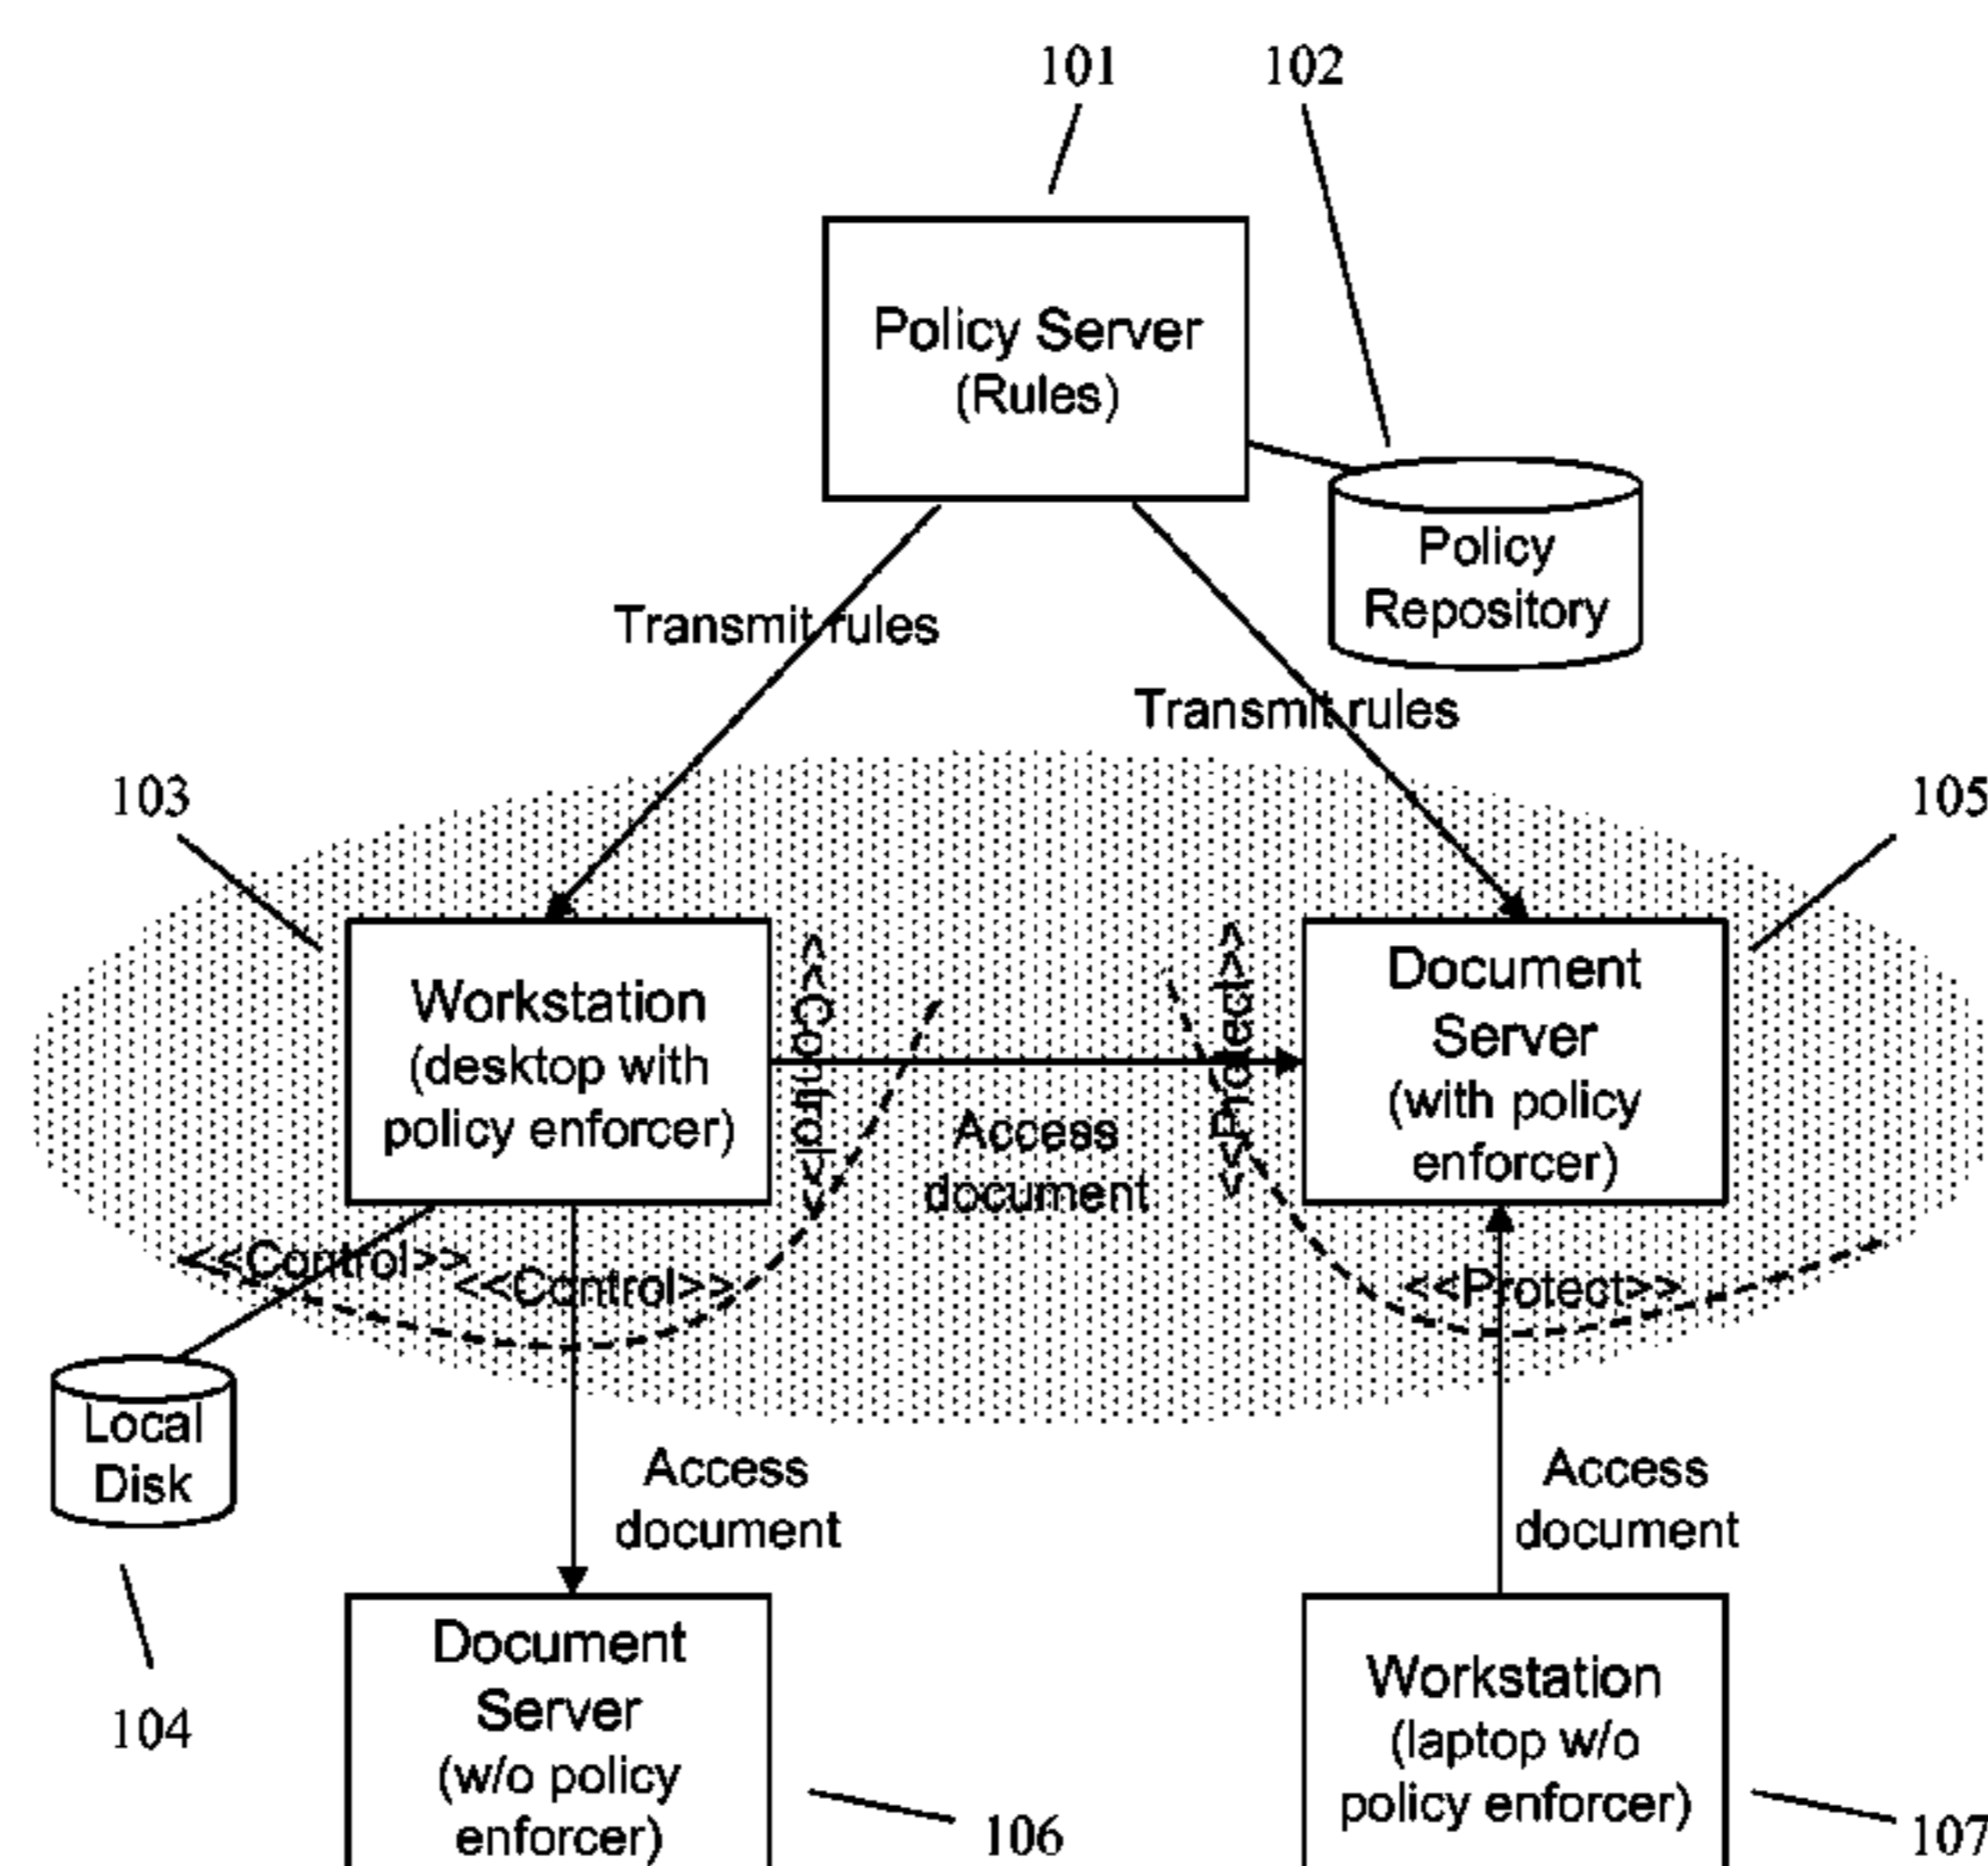 101
102
Policy Server
(Rules)
Policy
Repository
Transmit rules
Transmit rules
103
105
Workstation
(desktop with
policy enforcer)
<<Control>>
<<Protect>>
Document
Server
(with policy
enforcer)
Access
document
<<Control>>
<<Control>>
<<Protect>>
Local
Disk
Access
document
Access
document
104
Document
Server
(w/o policy
enforcer)
106
Workstation
(laptop w/o
policy enforcer)
107